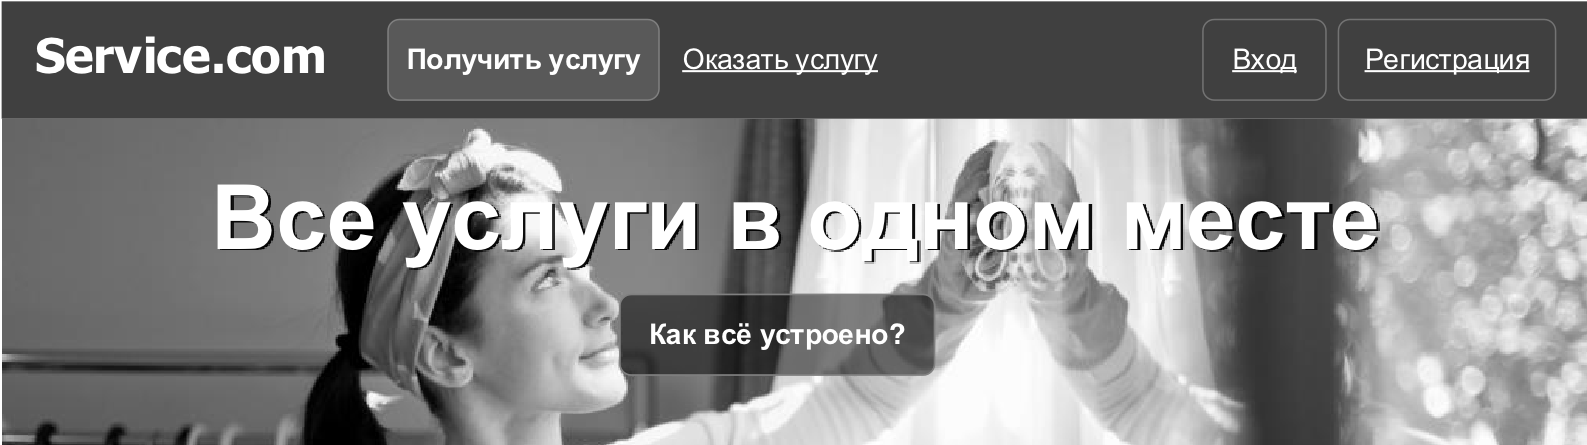 Service.com
Получить услугу
Оказать услугу
Вход
Регистрация
Все услуги в одном месте
Как всё устроено?